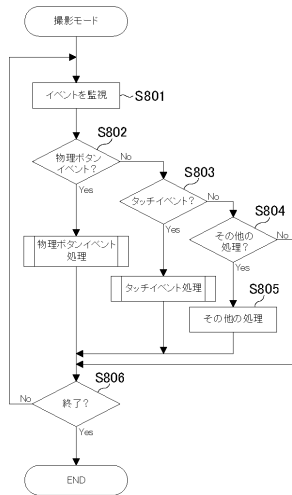 撮影モード
イベントを監視
S801
S802
物理ボタン
イベント?
No
Yes
S803
タッチイベント?
No
Yes
S804
その他の
処理?
No
Yes
物理ボタンイベント
処理
タッチイベント処理
S805
その他の処理
S806
終了?
No
Yes
END